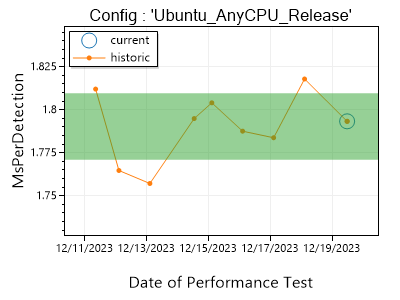 Config : 'Ubuntu_AnyCPU_Release'
current
historic
MsPerDetection
1.825
1.8
1.775
1.75
12/11/2023 12/13/2023 12/15/2023 12/17/2023 12/19/2023
Date of Performance Test